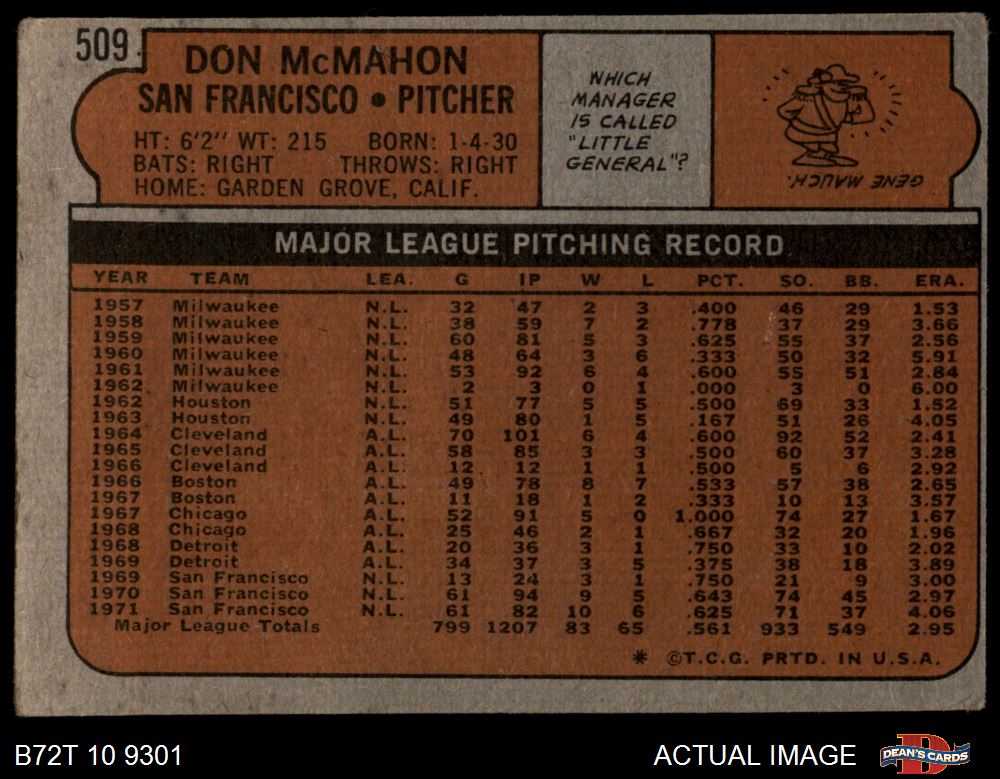 509
DON McMAHON
SAN FRANCISCO • PITCHER
HT: 6'2" WT: 215 BORN: 1-4-30
BATS: RIGHT THROWS: RIGHT
HOME: GARDEN GROVE, CALIF.
WHICH
MANAGER
IS CALLED
"LITTLE
GENERAL"?
GENE MAUCH.
MAJOR LEAGUE PITCHING RECORD
YEAR TEAM LEA. G IP W L PCT. SO. BB. ERA.
1957 Milwaukee N.L. 32 47 2 3 .400 46 29 1.53
1958 Milwaukee N.L. 38 59 7 2 .778 37 29 3.66
1959 Milwaukee N.L. 60 81 5 3 .625 55 37 2.56
1960 Milwaukee N.L. 48 64 3 6 .333 50 32 5.91
1961 Milwaukee N.L. 53 92 6 4 .600 55 51 2.84
1962 Milwaukee N.L. 2 3 0 1 .000 3 0 6.00
1962 Houston N.L. 51 77 5 5 .500 69 33 1.52
1963 Houston N.L. 49 80 1 5 .167 51 26 4.05
1964 Cleveland A.L. 70 101 6 4 .600 92 52 2.41
1965 Cleveland A.L. 58 85 3 3 .500 60 37 3.28
1966 Cleveland A.L. 12 12 1 1 .500 5 6 2.92
1966 Boston A.L. 49 78 8 7 .533 57 38 2.65
1967 Boston A.L. 11 18 1 2 .333 10 13 3.57
1967 Chicago A.L. 52 91 5 0 1.000 74 27 1.67
1968 Chicago A.L. 25 46 2 1 .667 32 20 1.96
1968 Detroit A.L. 20 36 3 1 .750 33 10 2.02
1969 Detroit A.L. 34 37 3 5 .375 38 18 3.89
1969 San Francisco N.L. 13 24 3 1 .750 21 9 3.00
1970 San Francisco N.L. 61 94 9 5 .643 74 45 2.97
1971 San Francisco N.L. 61 82 10 6 .625 71 37 4.06
Major League Totals 799 1207 83 65 .561 933 549 2.95
* ©T.C.G. PRTD. IN U.S.A.
B72T 10 9301 ACTUAL IMAGE DEAN'S CARDS